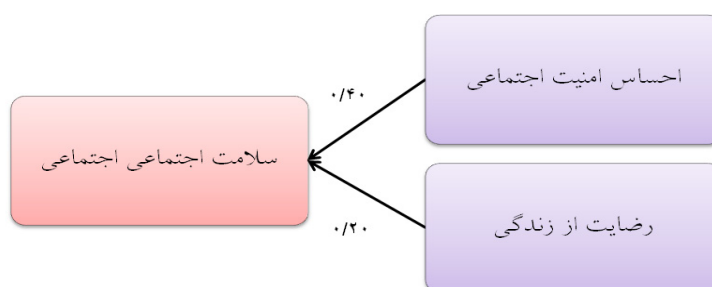 احساس امنیت اجتماعی
۰/۴۰
سلامت اجتماعی اجتماعی
رضایت از زندگی
۰/۲۰